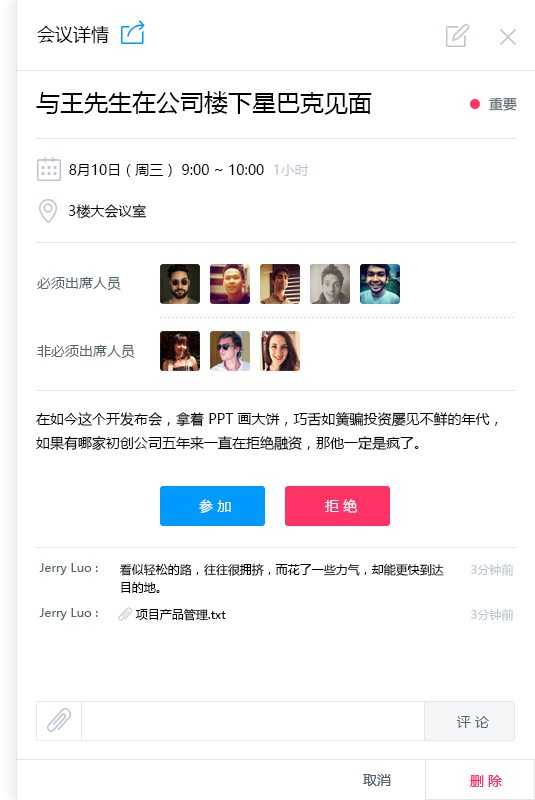 会议详情
与王先生在公司楼下星巴克见面
重要
8月10日（周三） 9:00 ~ 10:00 1小时
3楼大会议室
必须出席人员
非必须出席人员
在如今这个开发布会，拿着 PPT 画大饼，巧舌如簧骗投资屡见不鲜的年代，
如果有哪家初创公司五年来一直在拒绝融资，那他一定是疯了。
参 加 拒 绝
Jerry Luo : 看似轻松的路，往往很拥挤，而花了一些力气，却能更快到达 3分钟前
目的地。
Jerry Luo : 项目产品管理.txt 3分钟前
评 论
取消 删 除